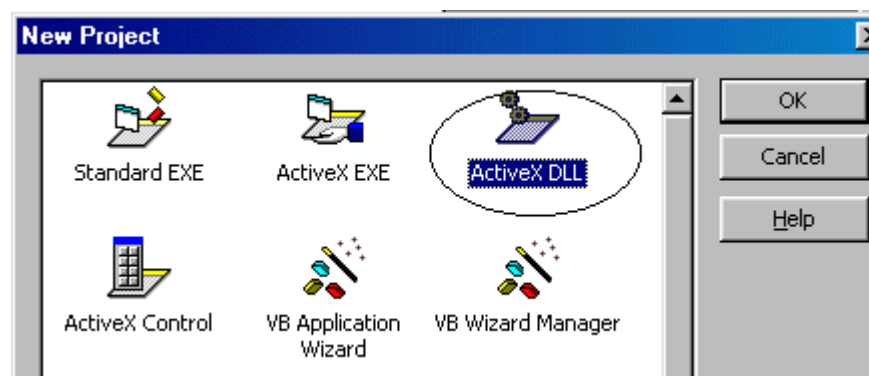 New Project
Standard EXE
ActiveX EXE
ActiveX DLL
OK
Cancel
Help
ActiveX Control
VB Application
Wizard
VB Wizard Manager